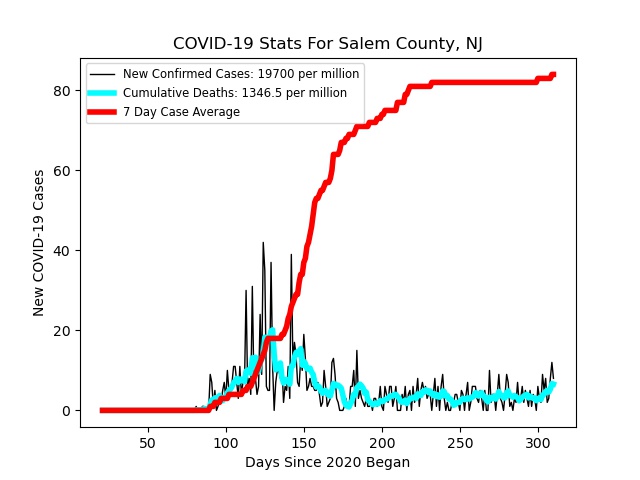 COVID-19 Stats For Salem County, NJ
New Confirmed Cases: 19700 per million
Cumulative Deaths: 1346.5 per million
7 Day Case Average
New COVID-19 Cases
80
60
40
20
0
50 100 150 200 250 300
Days Since 2020 Began